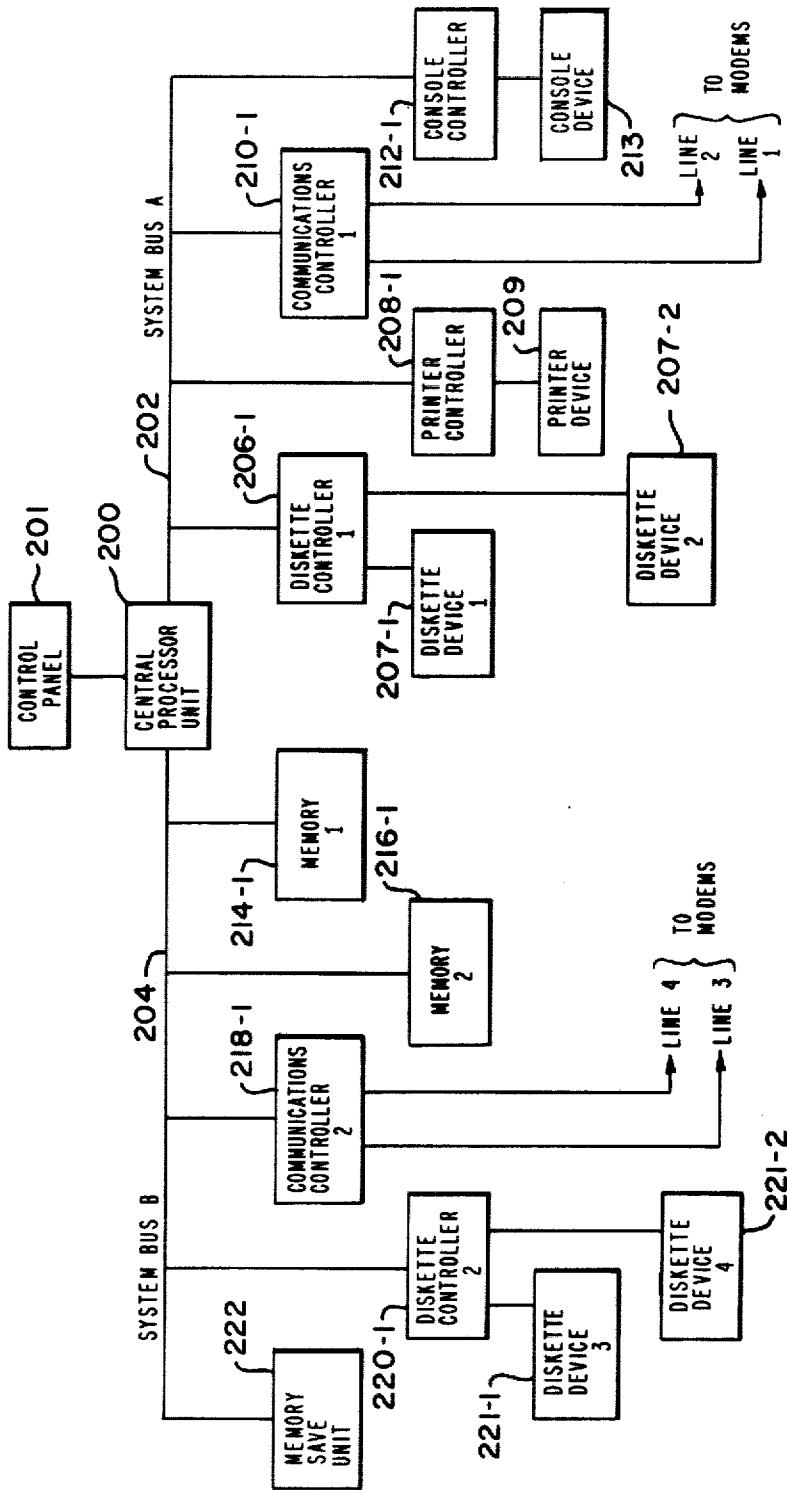 CONTROL
PANEL
201
CENTRAL
PROCESSOR
UNIT
200
SYSTEM BUS B
204
202
SYSTEM BUS A
MEMORY
SAVE
UNIT
222
DISKETTE
CONTROLLER
2
220-1
DISKETTE
DEVICE
3
221-1
DISKETTE
DEVICE
4
221-2
COMMUNICATIONS
CONTROLLER
2
218-1
LINE 4
LINE 3
TO
MODEMS
MEMORY
2
216-1
MEMORY
1
214-1
DISKETTE
CONTROLLER
1
206-1
DISKETTE
DEVICE
1
207-1
DISKETTE
DEVICE
2
207-2
PRINTER
CONTROLLER
208-1
PRINTER
DEVICE
209
COMMUNICATIONS
CONTROLLER
1
210-1
LINE
2
LINE
1
TO
MODEMS
CONSOLE
CONTROLLER
212-1
CONSOLE
DEVICE
213